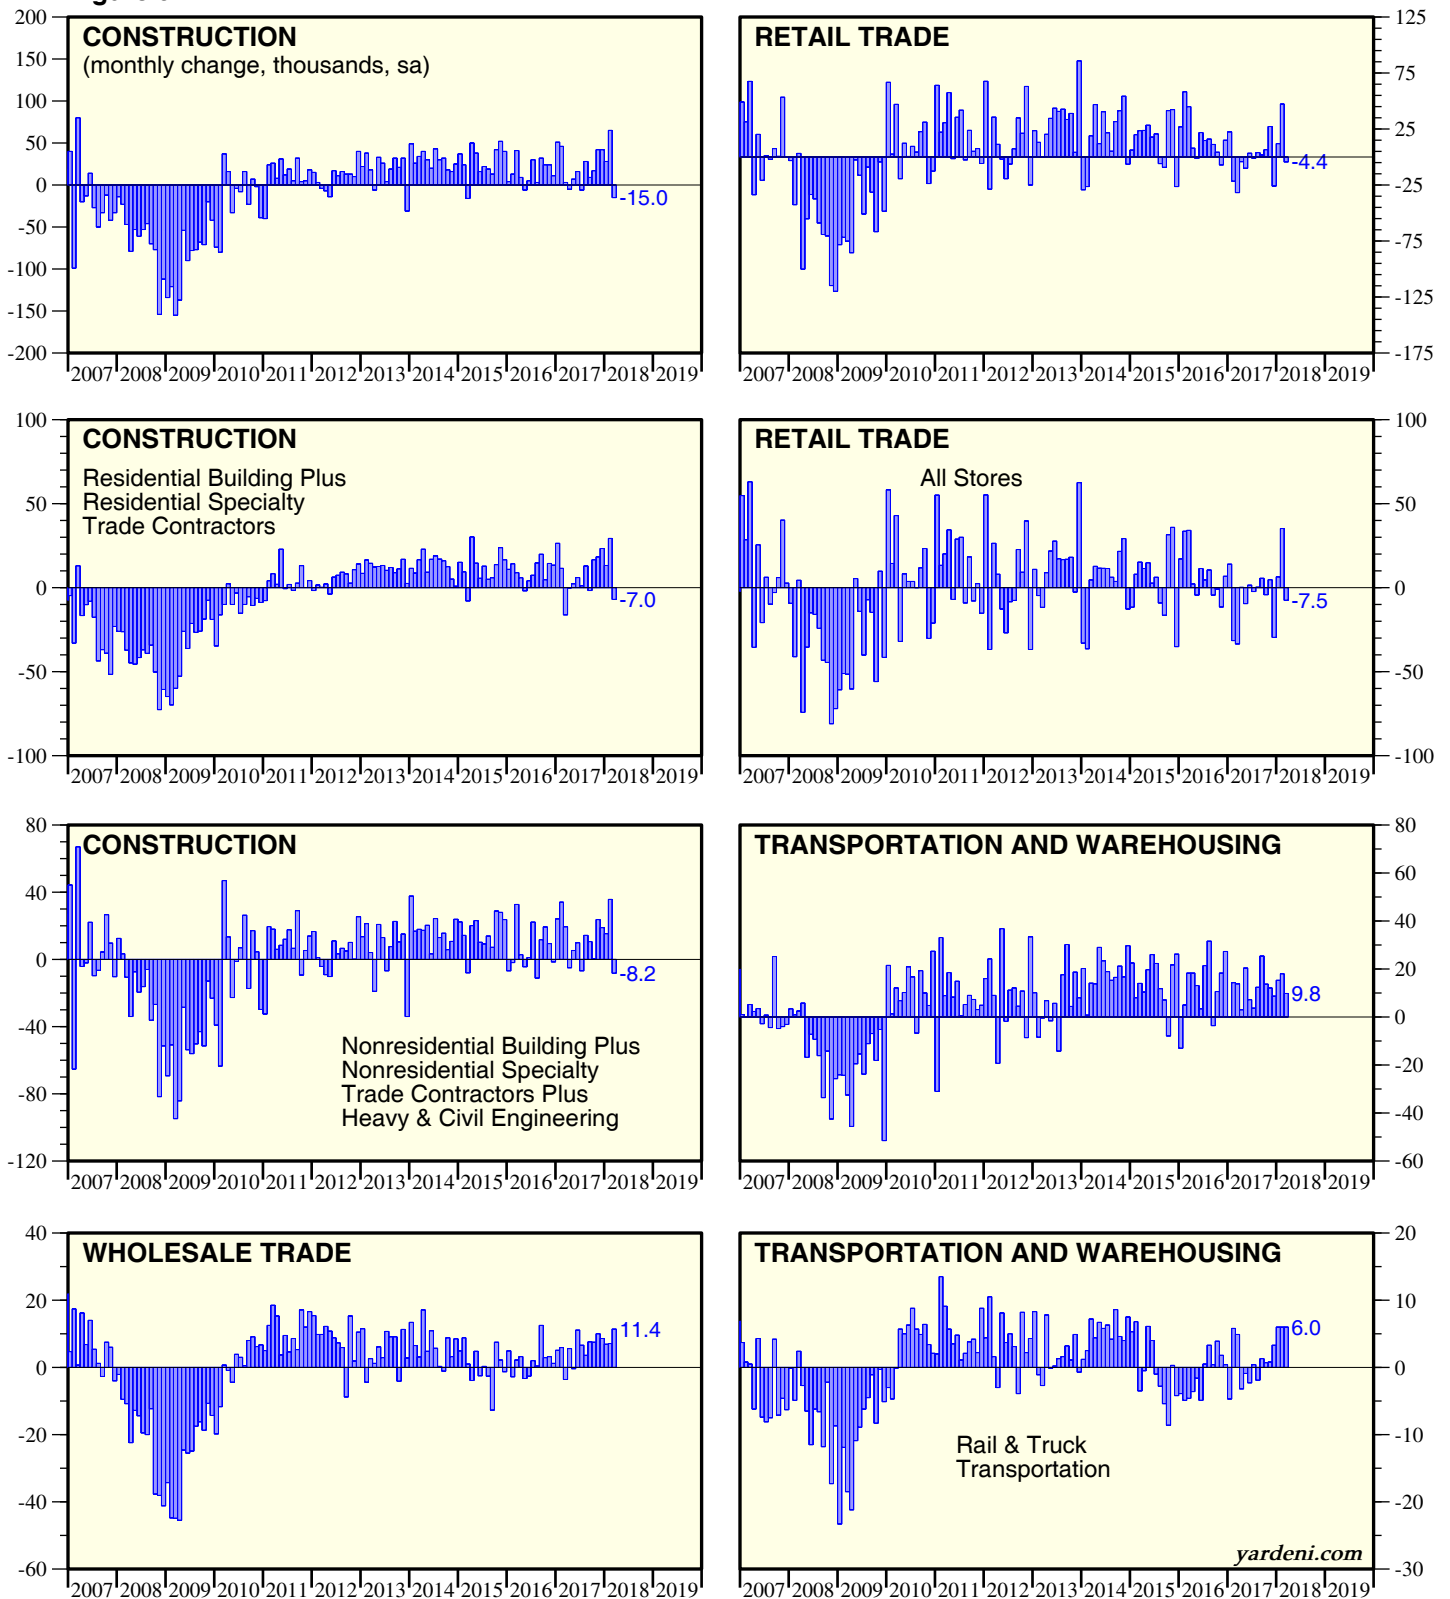 CONSTRUCTION
(monthly change, thousands, sa)
200
150
100
50
0
-50
-100
-150
-200
-15.0
2007 2008 2009 2010 2011 2012 2013 2014 2015 2016 2017 2018 2019
RETAIL TRADE
125
75
25
-25
-75
-125
-175
-4.4
2007 2008 2009 2010 2011 2012 2013 2014 2015 2016 2017 2018 2019
CONSTRUCTION
Residential Building Plus
Residential Specialty
Trade Contractors
100
50
0
-50
-100
-7.0
2007 2008 2009 2010 2011 2012 2013 2014 2015 2016 2017 2018 2019
RETAIL TRADE
All Stores
100
50
0
-50
-100
-7.5
2007 2008 2009 2010 2011 2012 2013 2014 2015 2016 2017 2018 2019
CONSTRUCTION
80
40
0
-40
-80
-120
-8.2
Nonresidential Building Plus
Nonresidential Specialty
Trade Contractors Plus
Heavy & Civil Engineering
2007 2008 2009 2010 2011 2012 2013 2014 2015 2016 2017 2018 2019
TRANSPORTATION AND WAREHOUSING
80
60
40
20
0
-20
-40
-60
9.8
2007 2008 2009 2010 2011 2012 2013 2014 2015 2016 2017 2018 2019
WHOLESALE TRADE
40
20
0
-20
-40
-60
11.4
2007 2008 2009 2010 2011 2012 2013 2014 2015 2016 2017 2018 2019
TRANSPORTATION AND WAREHOUSING
20
10
0
-10
-20
-30
6.0
Rail & Truck
Transportation
yardeni.com
2007 2008 2009 2010 2011 2012 2013 2014 2015 2016 2017 2018 2019